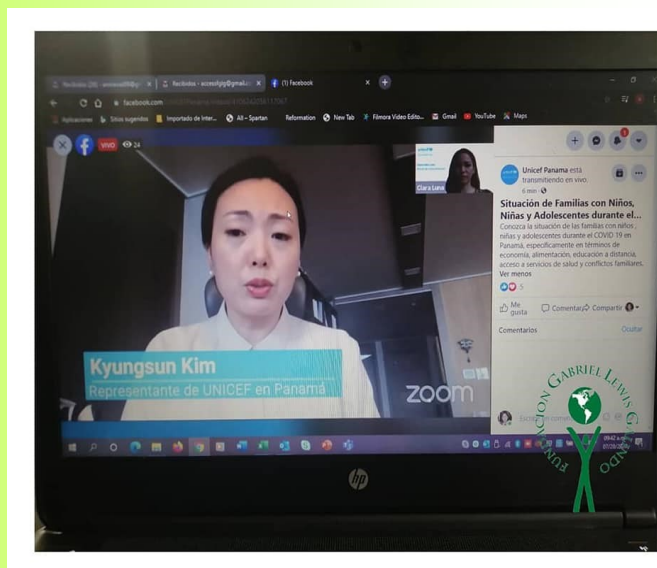 Recibidos
(1) Facebook
facebook.com
Aplicaciones
Sitios sugeridos
Importado de Inter...
All – Spartan
Reformation
New Tab
Filmora Video Edito...
Gmail
YouTube
Maps
VIVO
24
unicef
Clara Luna
Kyungsun Kim
Representante de UNICEF en Panamá
zoom
Unicef Panama está
transmitiendo en vivo.
6 min
Situación de Familias con Niños,
Niñas y Adolescentes durante el...
Conozca la situación de las familias con niños,
niñas y adolescentes durante el COVID 19 en
Panamá, especificamente en términos de
economía, alimentación, educación a distancia,
acceso a servicios de salud y conflictos familiares.
Ver menos
5
Me gusta
Comentar
Compartir
Comentarios
Ocultar
FUNDACION GABRIEL LEWIS GALINDO
hp